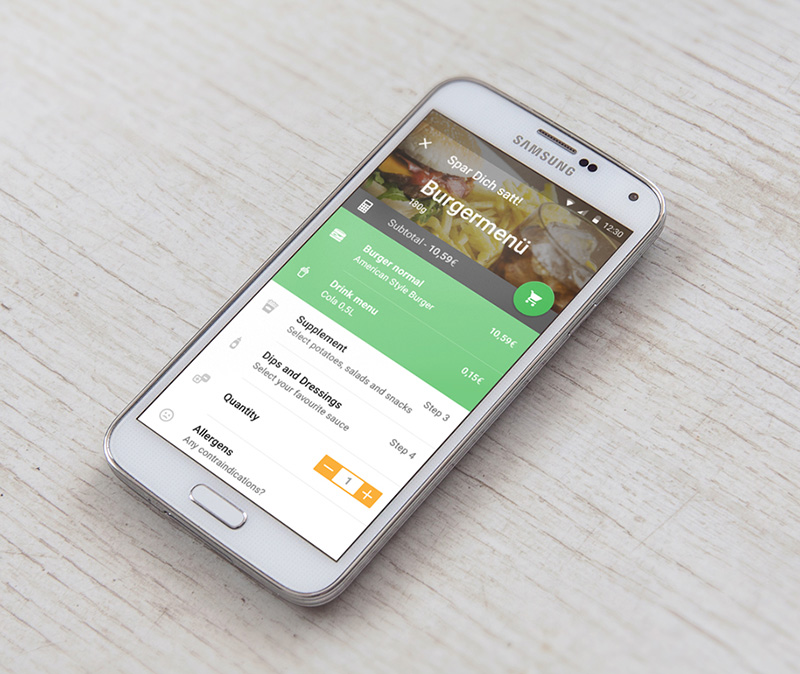 SAMSUNG
12:30
Spar Dich satt!
Burgermenü
180g
Subtotal - 10,59€
Burger normal
American Style Burger
10,59€
Drink menu
Cola 0,5L
0,15€
Supplement
Select potatoes, salads and snacks
Step 3
Dips and Dressings
Select your favourite sauce
Step 4
Quantity
1
Allergens
Any contraindications?